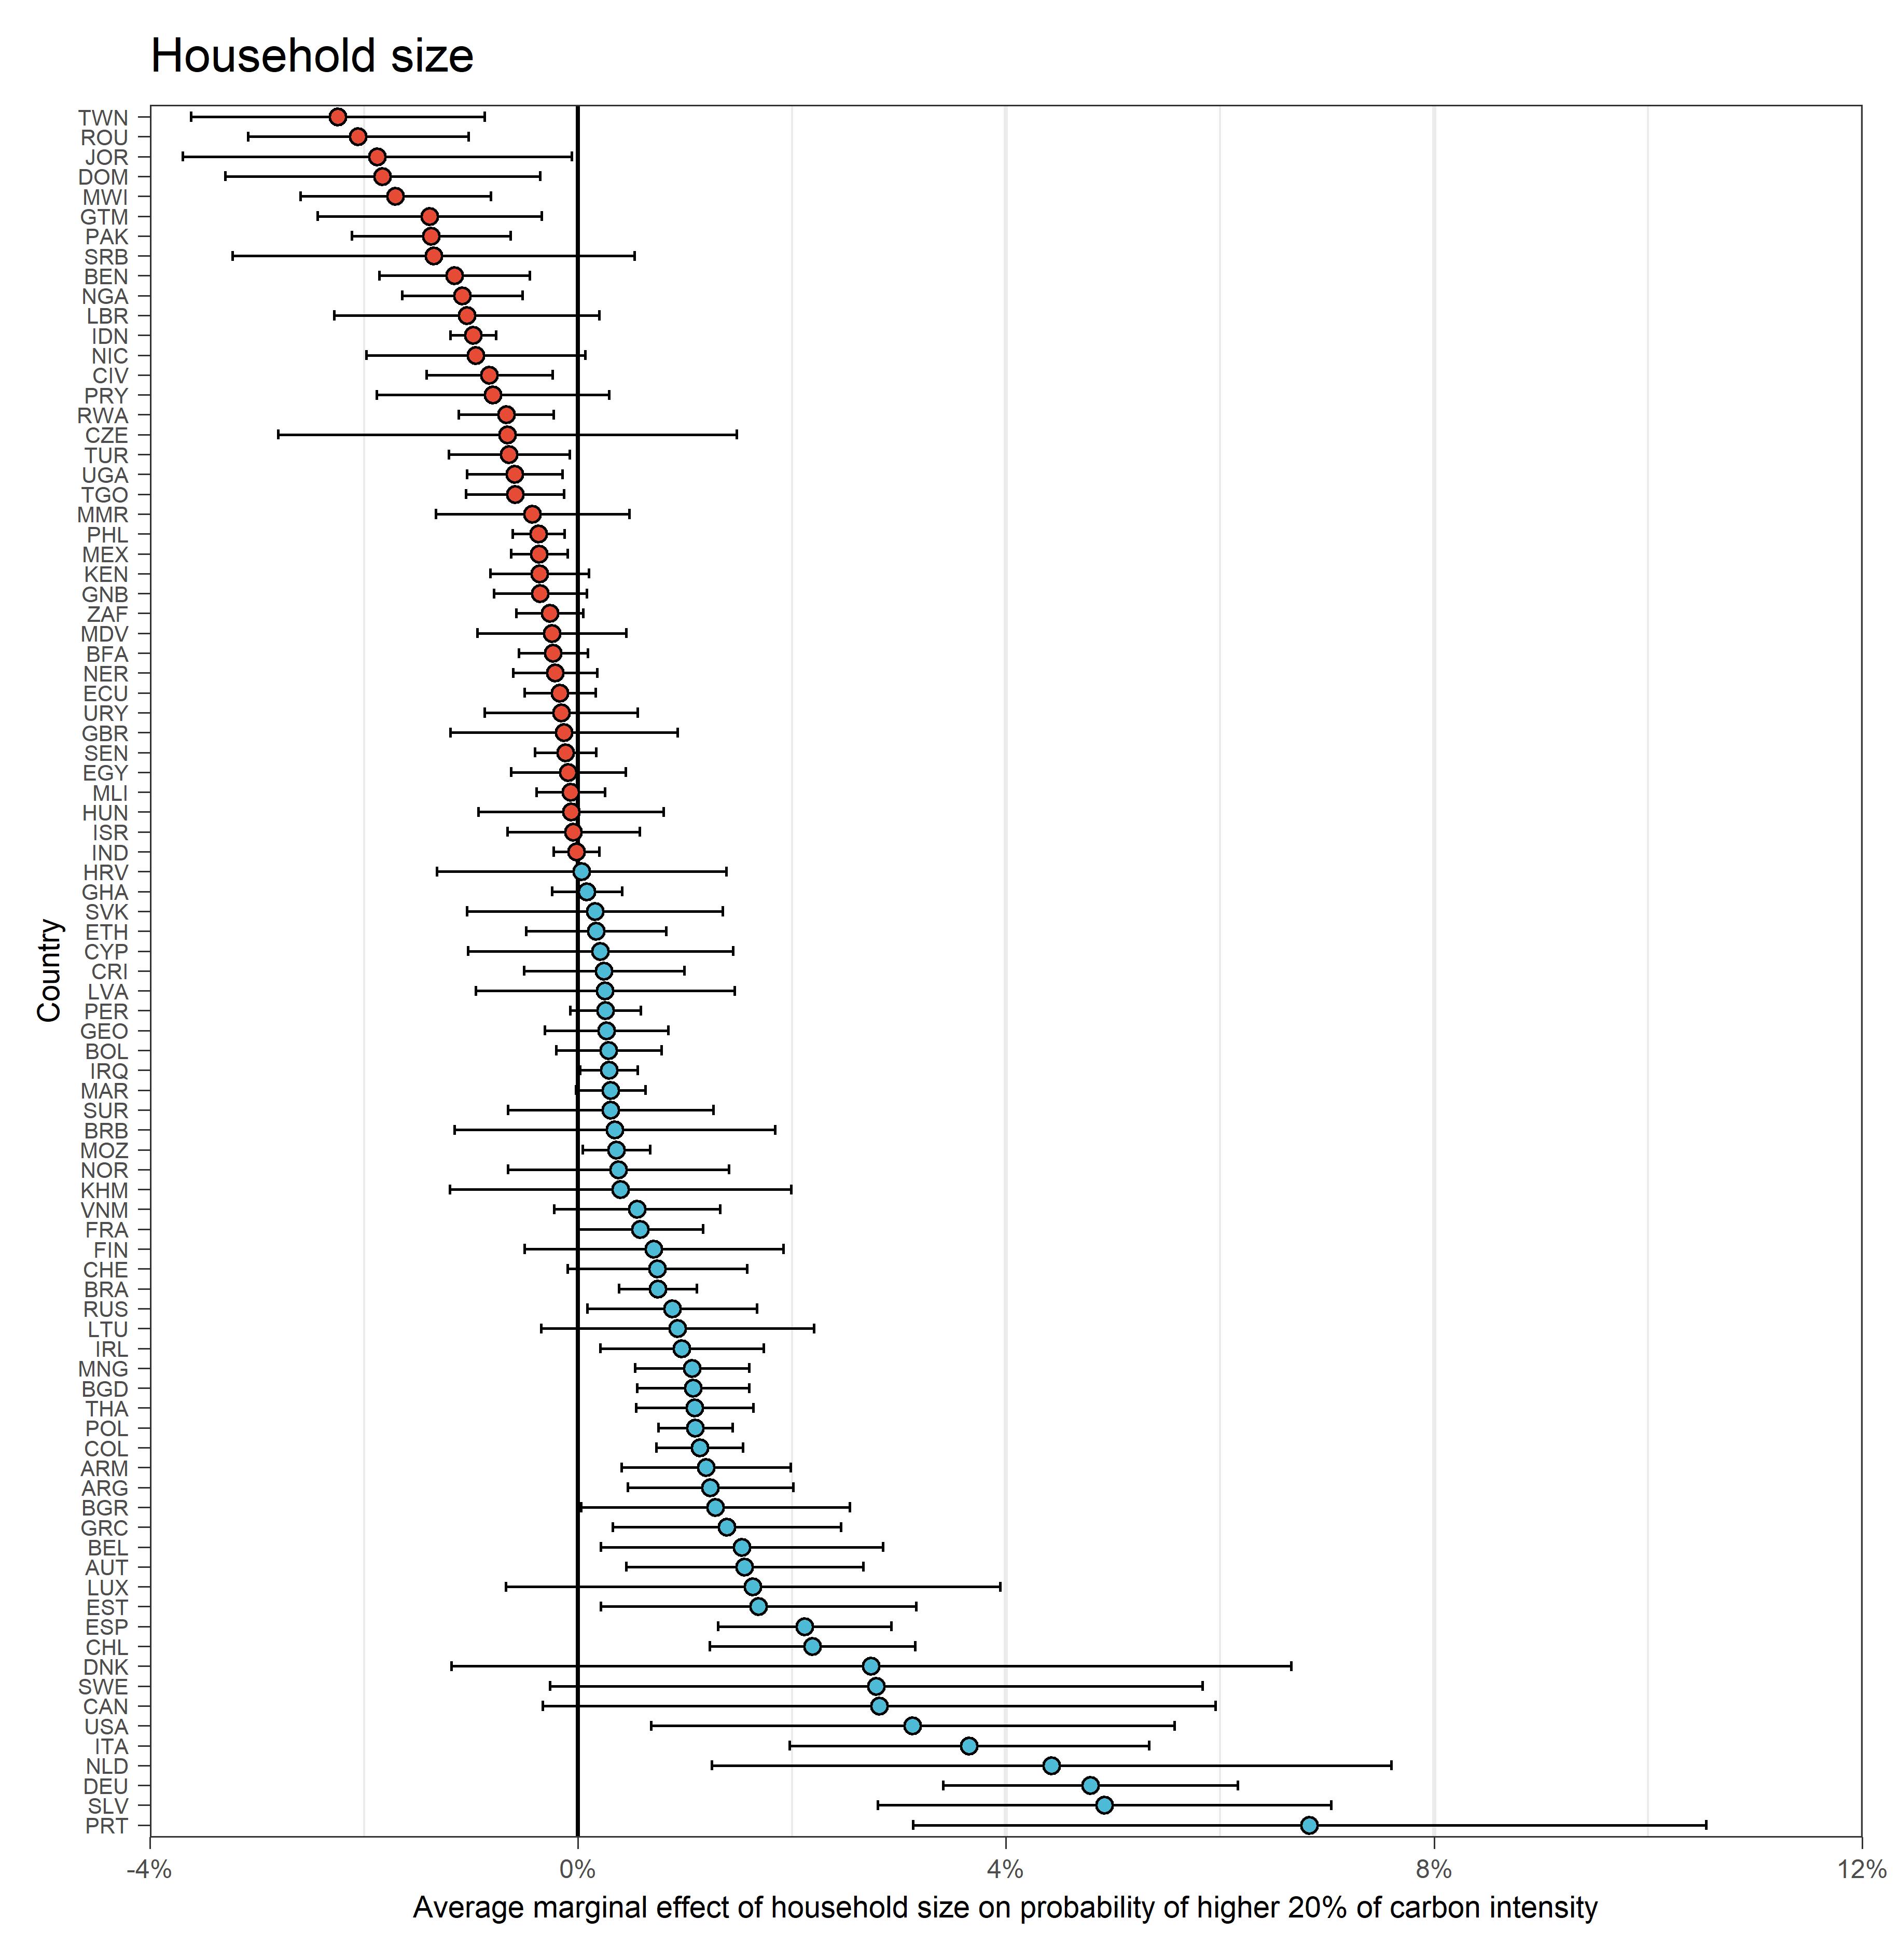 Household size
TWN
ROU
JOR
DOM
MWI
GTM
PAK
SRB
BEN
NGA
LBR
IDN
NIC
CIV
PRY
RWA
CZE
TUR
UGA
TGO
MMR
PHL
MEX
KEN
GNB
ZAF
MDV
BFA
NER
ECU
URY
GBR
SEN
EGY
MLI
HUN
ISR
IND
HRV
GHA
SVK
ETH
CYP
CRI
LVA
PER
GEO
BOL
IRQ
MAR
SUR
BRB
MOZ
NOR
KHM
VNM
FRA
FIN
CHE
BRA
RUS
LTU
IRL
MNG
BGD
THA
POL
COL
ARM
ARG
BGR
GRC
BEL
AUT
LUX
EST
ESP
CHL
DNK
SWE
CAN
USA
ITA
NLD
DEU
SLV
PRT
Country
-4% 0% 4% 8% 12%
Average marginal effect of household size on probability of higher 20% of carbon intensity